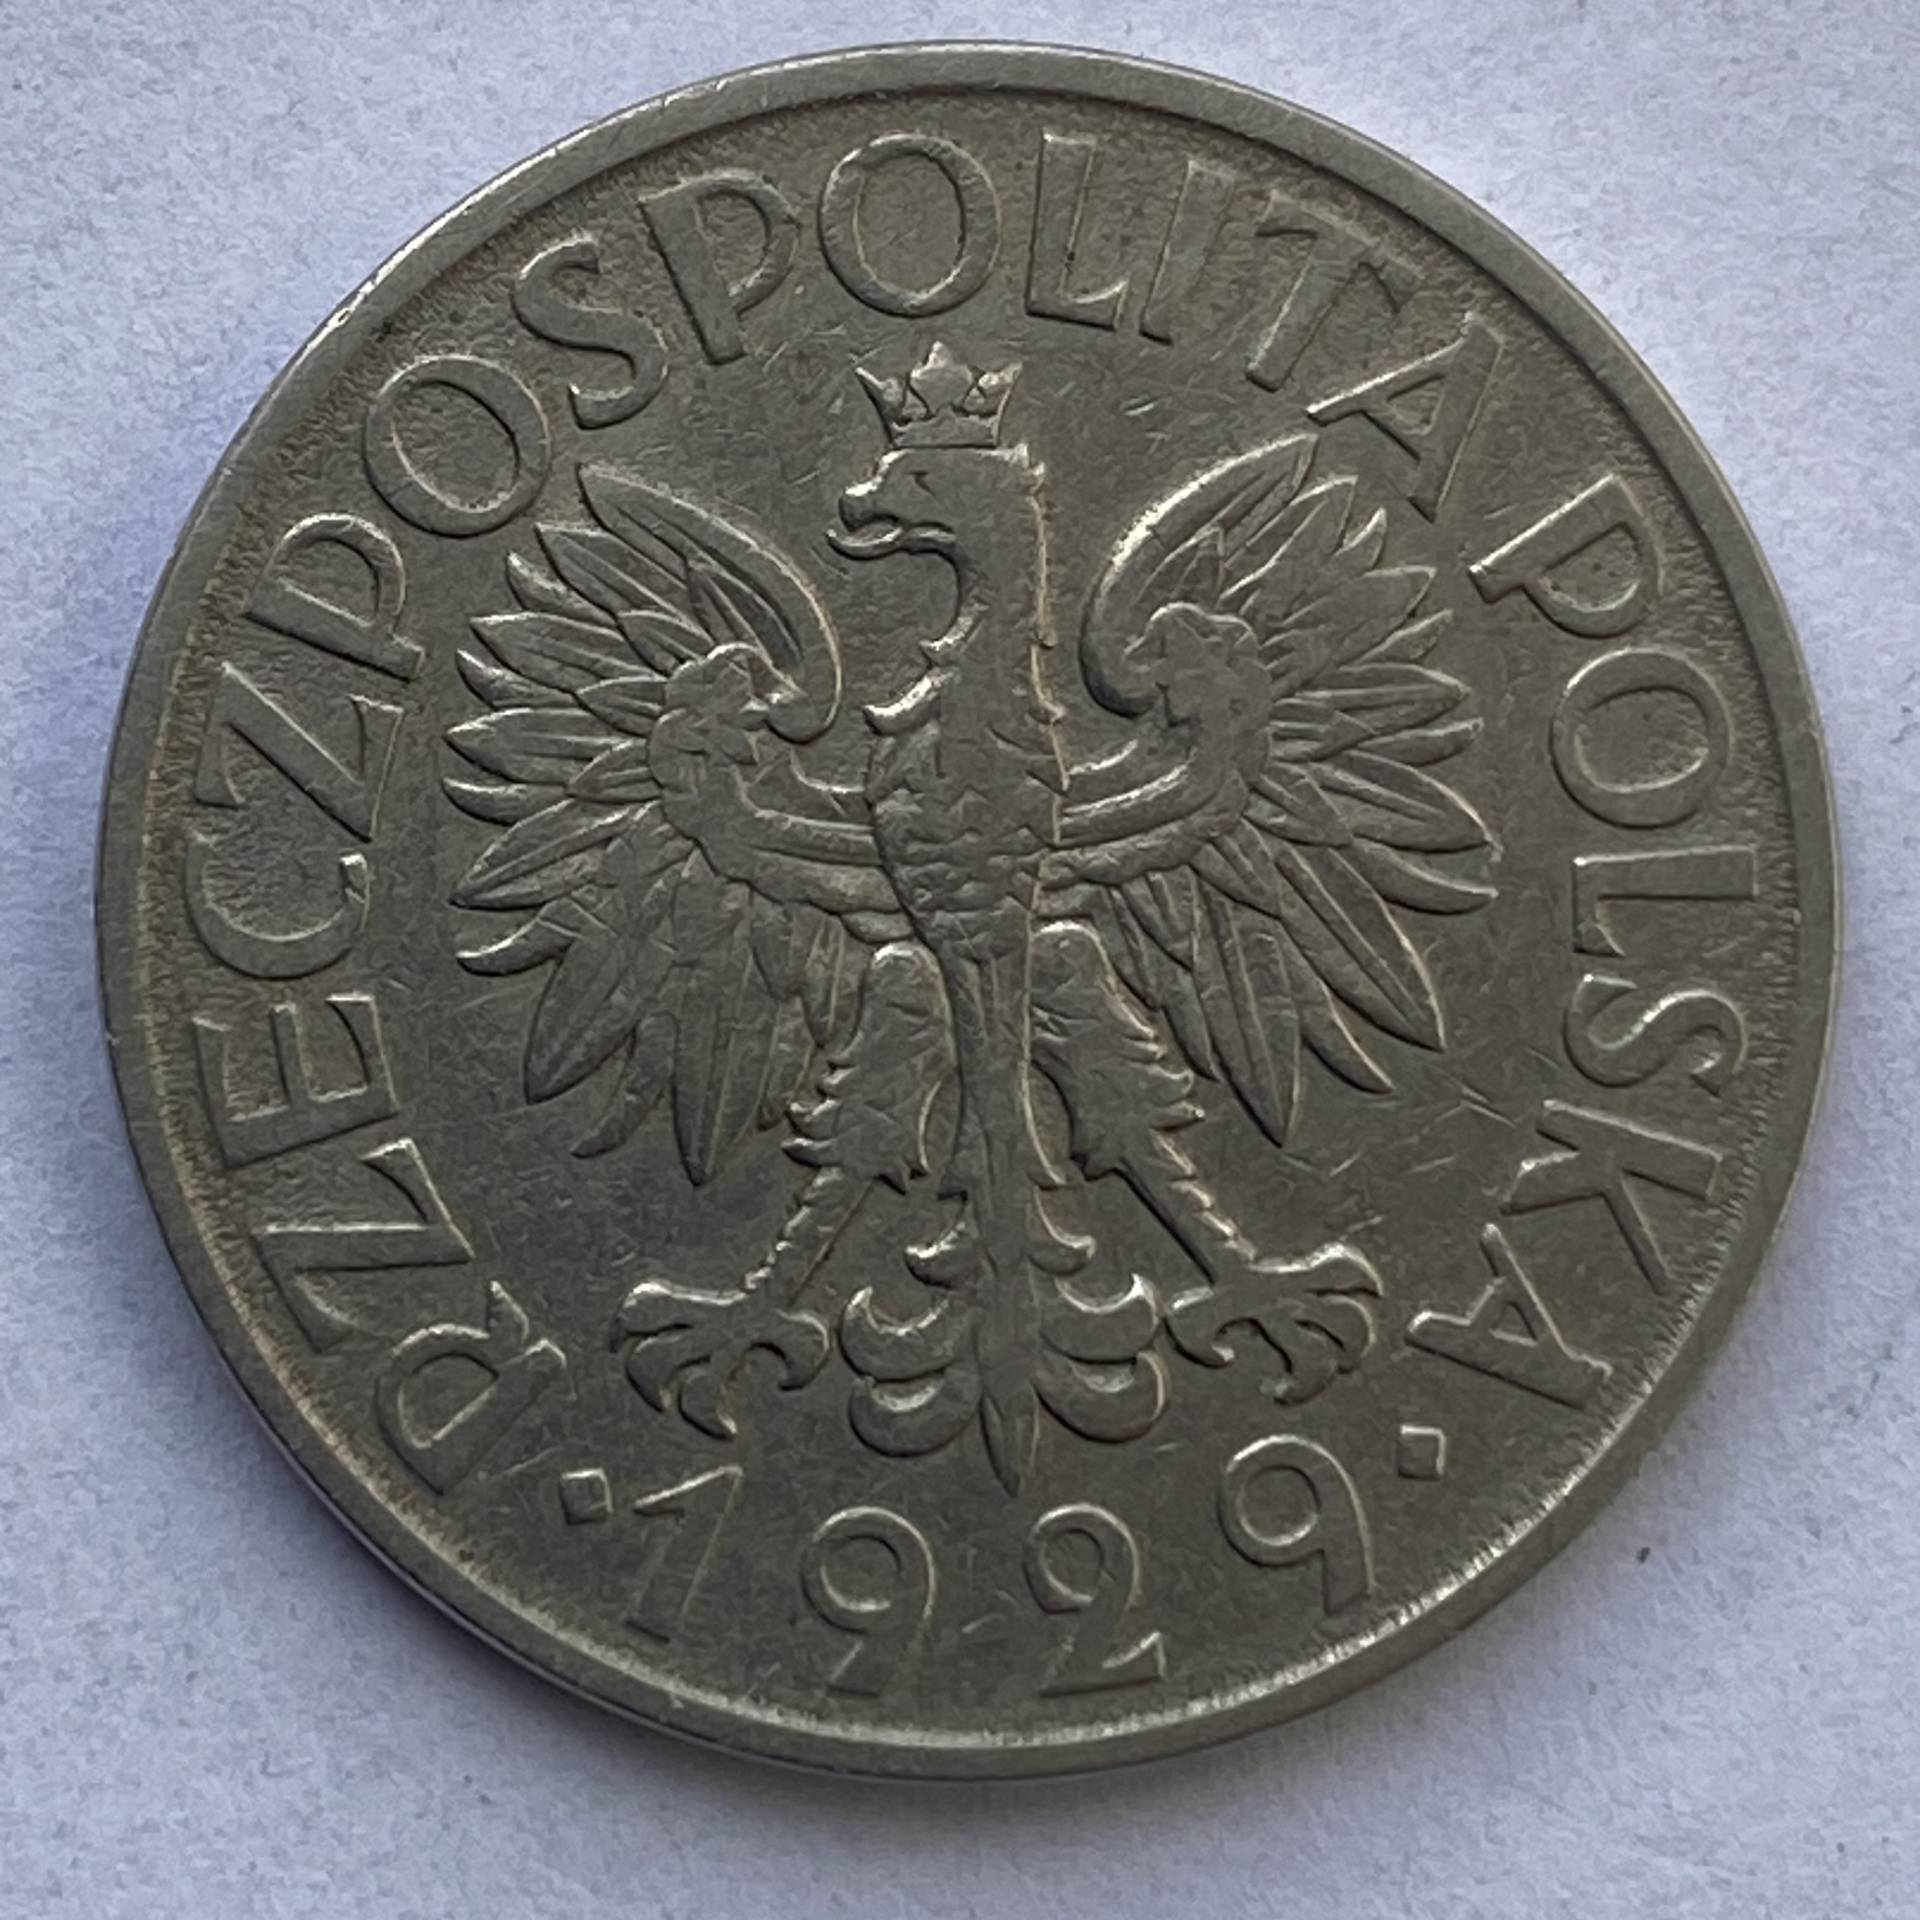 RZECZPOSPOLITA POLSKA
·1929·